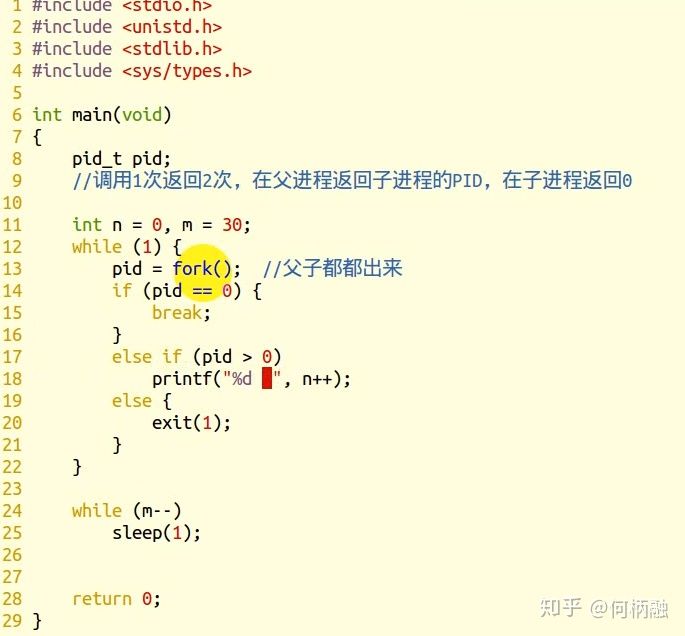 1 #include <stdio.h>
2 #include <unistd.h>
3 #include <stdlib.h>
4 #include <sys/types.h>
5
6 int main(void)
7 {
8     pid_t pid;
9     //调用1次返回2次，在父进程返回子进程的PID，在子进程返回0
10
11     int n = 0, m = 30;
12     while (1) {
13         pid = fork();  //父子都都出来
14         if (pid == 0) {
15             break;
16         }
17         else if (pid > 0)
18             printf("%d ", n++);
19         else {
20             exit(1);
21         }
22     }
23
24     while (m--)
25         sleep(1);
26
27
28     return 0;
29 }
知乎 @何柄融